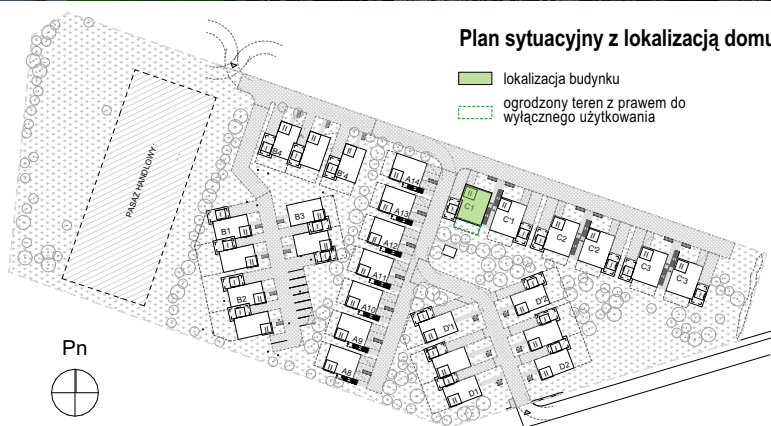 Plan sytuacyjny z lokalizacją domu
lokalizacja budynku
ogrodzony teren z prawem do
wyłącznego użytkowania
PASAŻ HANDLOWY
Pn
B4
B'4
A14
A13
A12
A11
A10
A9
A8
B1
B3
B2
C1
C'1
C2
C'2
C3
C'3
D'1
D1
D'2
D2